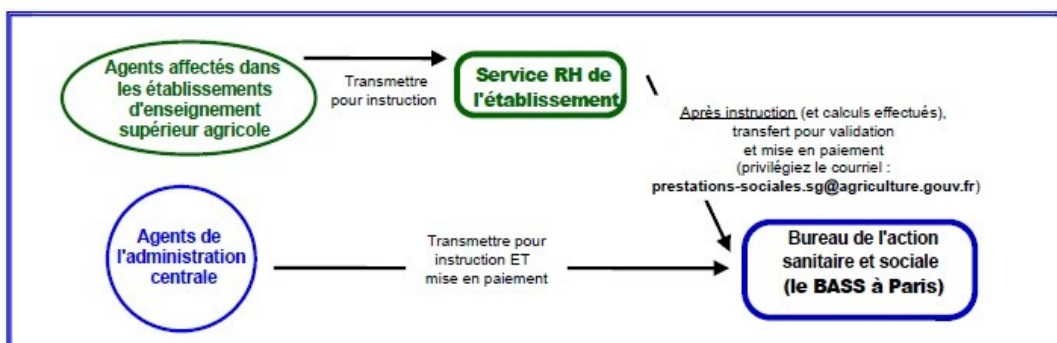 Agents affectés dans
les établissements
d'enseignement
supérieur agricole
Transmettre
pour instruction
Service RH de
l'établissement
Après instruction (et calculs effectués),
transfert pour validation
et mise en paiement
(privilégiez le courriel :
prestations-sociales.sg@agriculture.gouv.fr)
Agents de
l'administration
centrale
Transmettre pour
instruction ET
mise en paiement
Bureau de l'action
sanitaire et sociale
(le BASS à Paris)